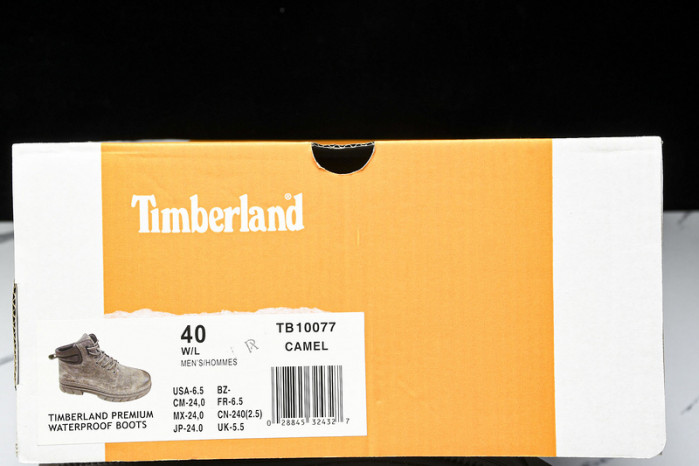 Timberland
40
W/L
MEN'S/HOMMES
TB10077
CAMEL
USA-6.5 BZ-
CM-24,0 FR-6.5
MX-24,0 CN-240(2.5)
JP-24.0 UK-5.5
0 28845 32432 7
TIMBERLAND PREMIUM
WATERPROOF BOOTS